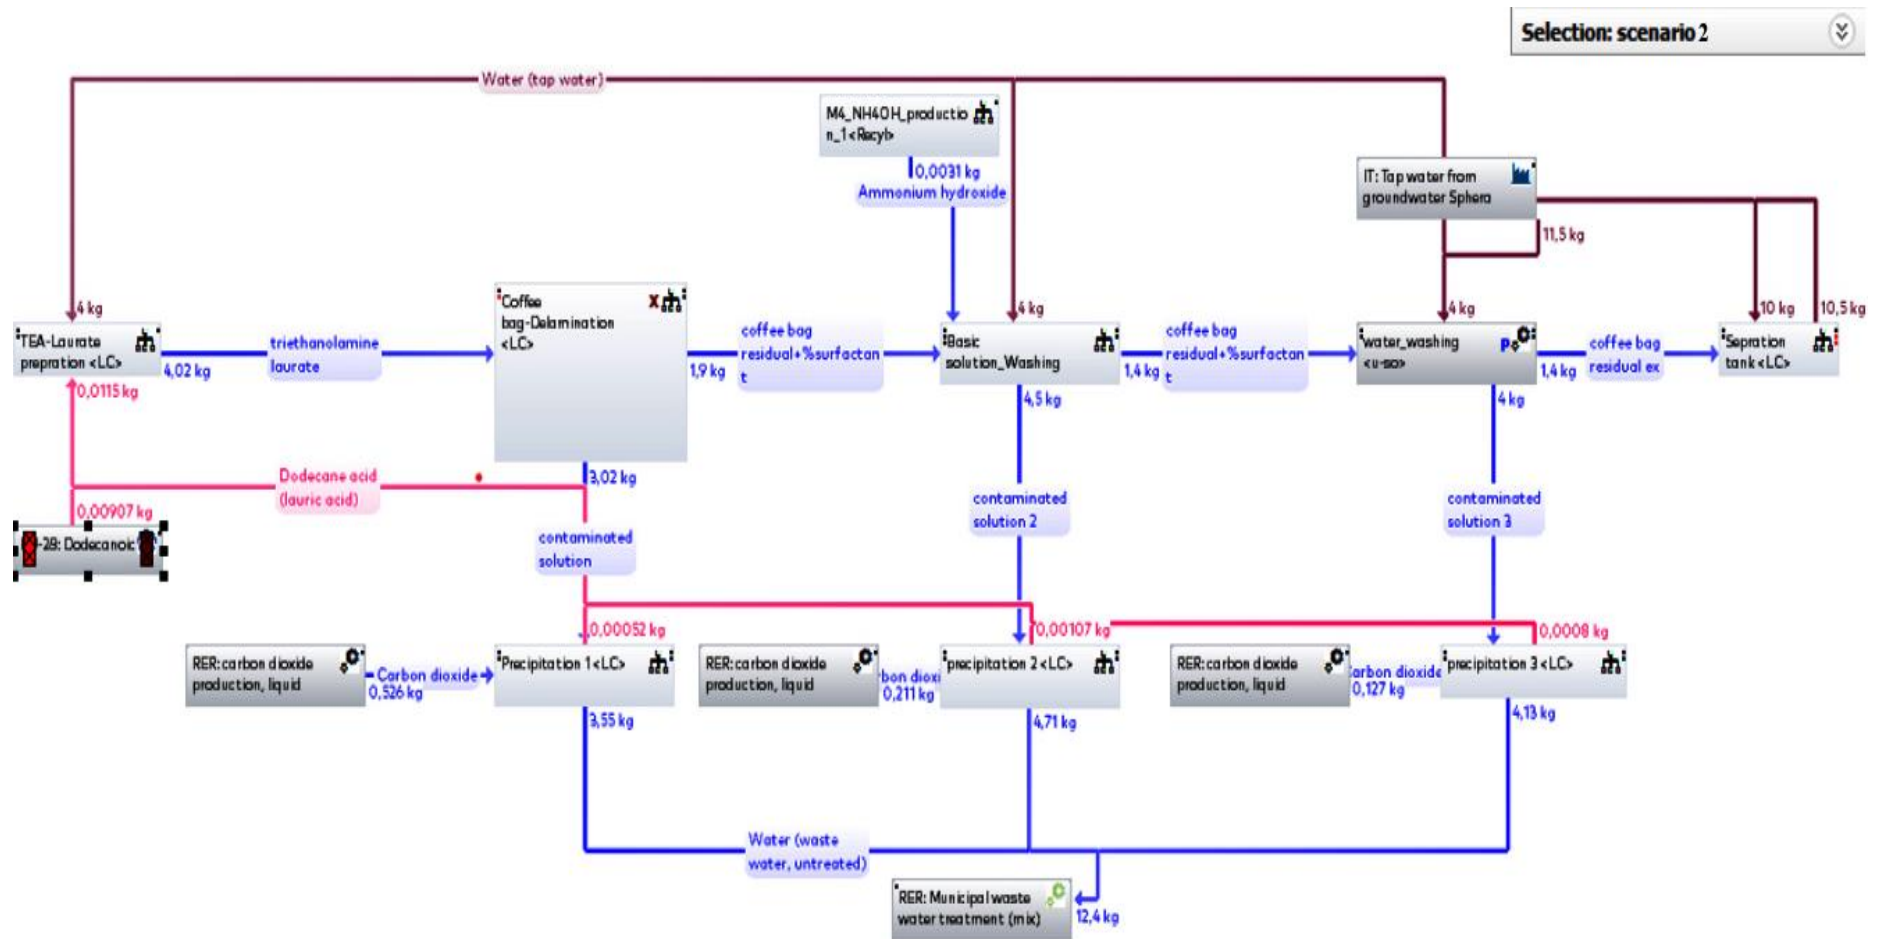 Selection: scenario 2
Water (tap water)
M4_NH4OH_productio
n_1<Recyl>
0,0031 kg
Ammonium hydroxide
IT: Tap water from
groundwater Sphera
11,5 kg
4 kg
4 kg
4 kg
10 kg
10,5 kg
TEA-Laurate
prepration <LC>
4,02 kg
triethanolamine
laurate
Coffee
bag-Delamination
<LC>
1,9 kg
coffee bag
residual+%surfactan
t
Basic
solution_Washing
1,4 kg
coffee bag
residual+%surfactan
t
water_washing
<u-so>
p
1,4 kg
coffee bag
residual ex
Sepration
tank <LC>
0,0115 kg
4,5 kg
4 kg
Dodecane acid
(lauric acid)
3,02 kg
0,00907 kg
-28: Dodecanoic
contaminated
solution
contaminated
solution 2
contaminated
solution 3
0,00052 kg
0,00107 kg
0,0008 kg
RER: carbon dioxide
production, liquid
Carbon dioxide
0,526 kg
Precipitation 1 <LC>
RER: carbon dioxide
production, liquid
bon dioxi
0,211 kg
precipitation 2 <LC>
RER: carbon dioxide
production, liquid
arbon dioxide
0,127 kg
precipitation 3 <LC>
3,55 kg
4,71 kg
4,13 kg
Water (waste
water, untreated)
RER: Municipal waste
water treatment (mix)
12,4 kg